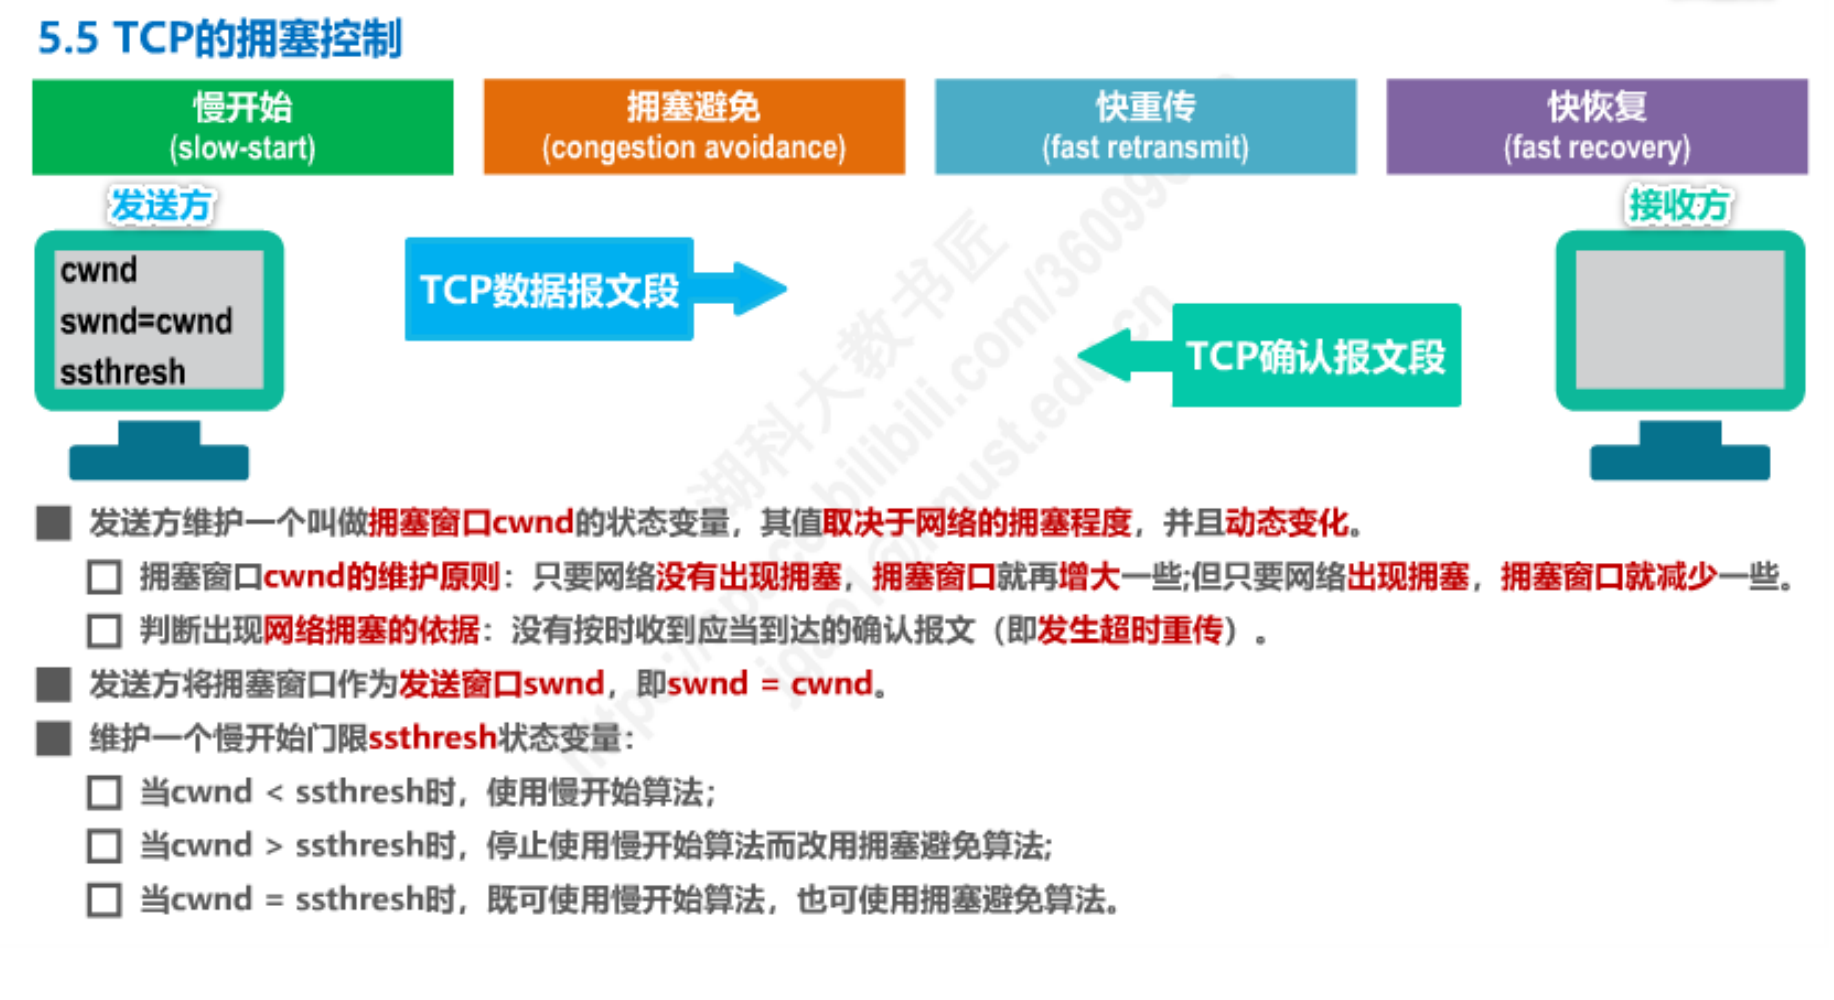 5.5 TCP的拥塞控制
慢开始
(slow-start)
拥塞避免
(congestion avoidance)
快重传
(fast retransmit)
快恢复
(fast recovery)
发送方
接收方
cwnd
swnd=cwnd
ssthresh
TCP数据报文段
TCP确认报文段
发送方维护一个叫做拥塞窗口cwnd的状态变量，其值取决于网络的拥塞程度，并且动态变化。
拥塞窗口cwnd的维护原则：只要网络没有出现拥塞，拥塞窗口就再增大一些;但只要网络出现拥塞，拥塞窗口就减少一些。
判断出现网络拥塞的依据：没有按时收到应当到达的确认报文（即发生超时重传）。
发送方将拥塞窗口作为发送窗口swnd，即swnd = cwnd。
维护一个慢开始门限ssthresh状态变量：
当cwnd < ssthresh时，使用慢开始算法；
当cwnd > ssthresh时，停止使用慢开始算法而改用拥塞避免算法;
当cwnd = ssthresh时，既可使用慢开始算法，也可使用拥塞避免算法。
湖科大教书匠